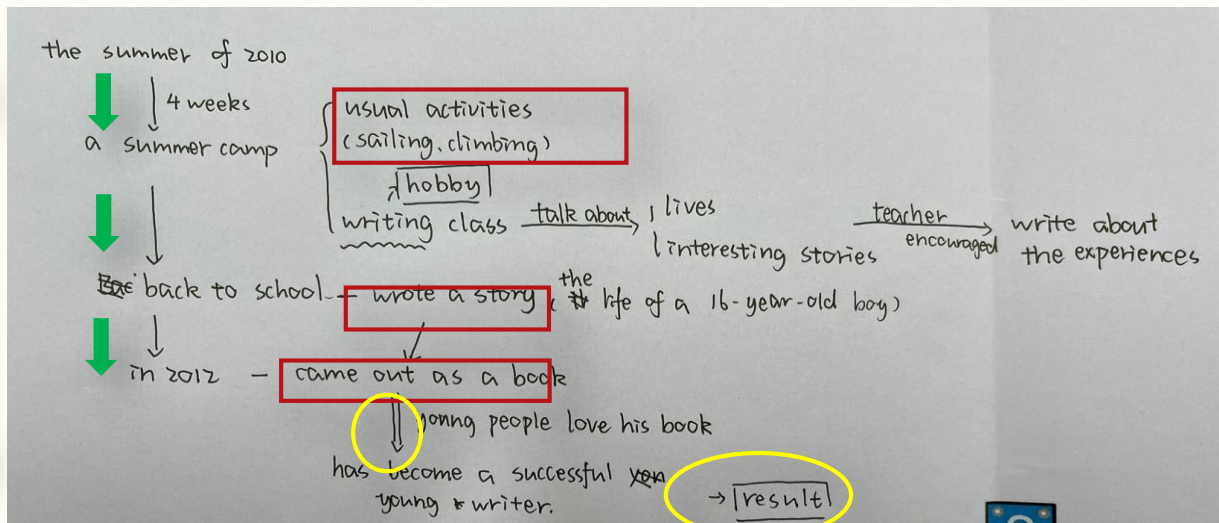 the summer of 2010
4 weeks
a summer camp
usual activities
(sailing、climbing)
hobby
writing class talk about
lives
interesting stories
teacher
encouraged
write about
the experiences
back to school — wrote a story (the life of a 16-year-old boy)
in 2012 — came out as a book
young people love his book
has become a successful
young writer.
→ result